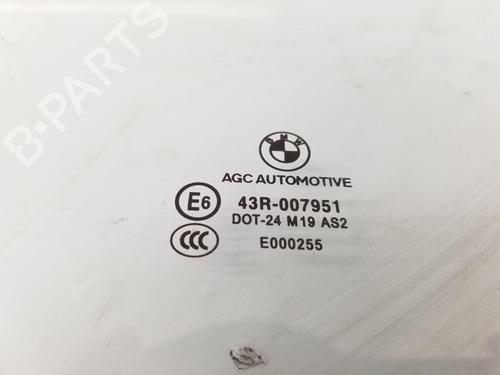 B-PARTS
BMW
AGC AUTOMOTIVE
E6 43R-007951
DOT-24 M19 AS2
CCC E000255